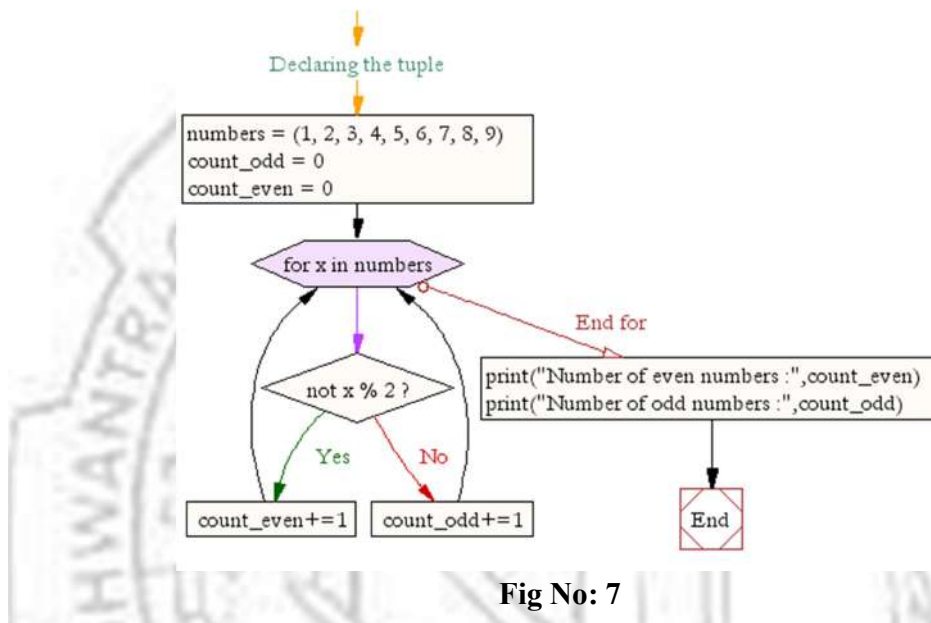 Declaring the tuple
numbers = (1, 2, 3, 4, 5, 6, 7, 8, 9)
count_odd = 0
count_even = 0
for x in numbers
End for
print("Number of even numbers :",count_even)
print("Number of odd numbers :",count_odd)
not x % 2 ?
Yes
No
count_even+=1
count_odd+=1
End
Fig No: 7